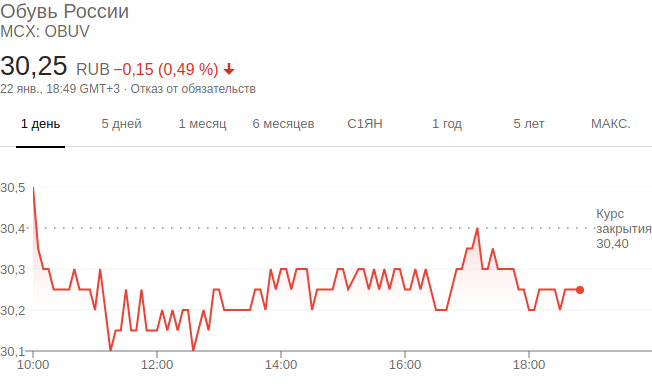 Обувь России
MCX: OBUV
30,25 RUB −0,15 (0,49 %)
22 янв., 18:49 GMT+3 · Отказ от обязательств
1 день 5 дней 1 месяц 6 месяцев С1ЯН 1 год 5 лет МАКС.
30,5
Курс
30,4 закрытия
30,40
30,3
30,2
30,1
10:00 12:00 14:00 16:00 18:00